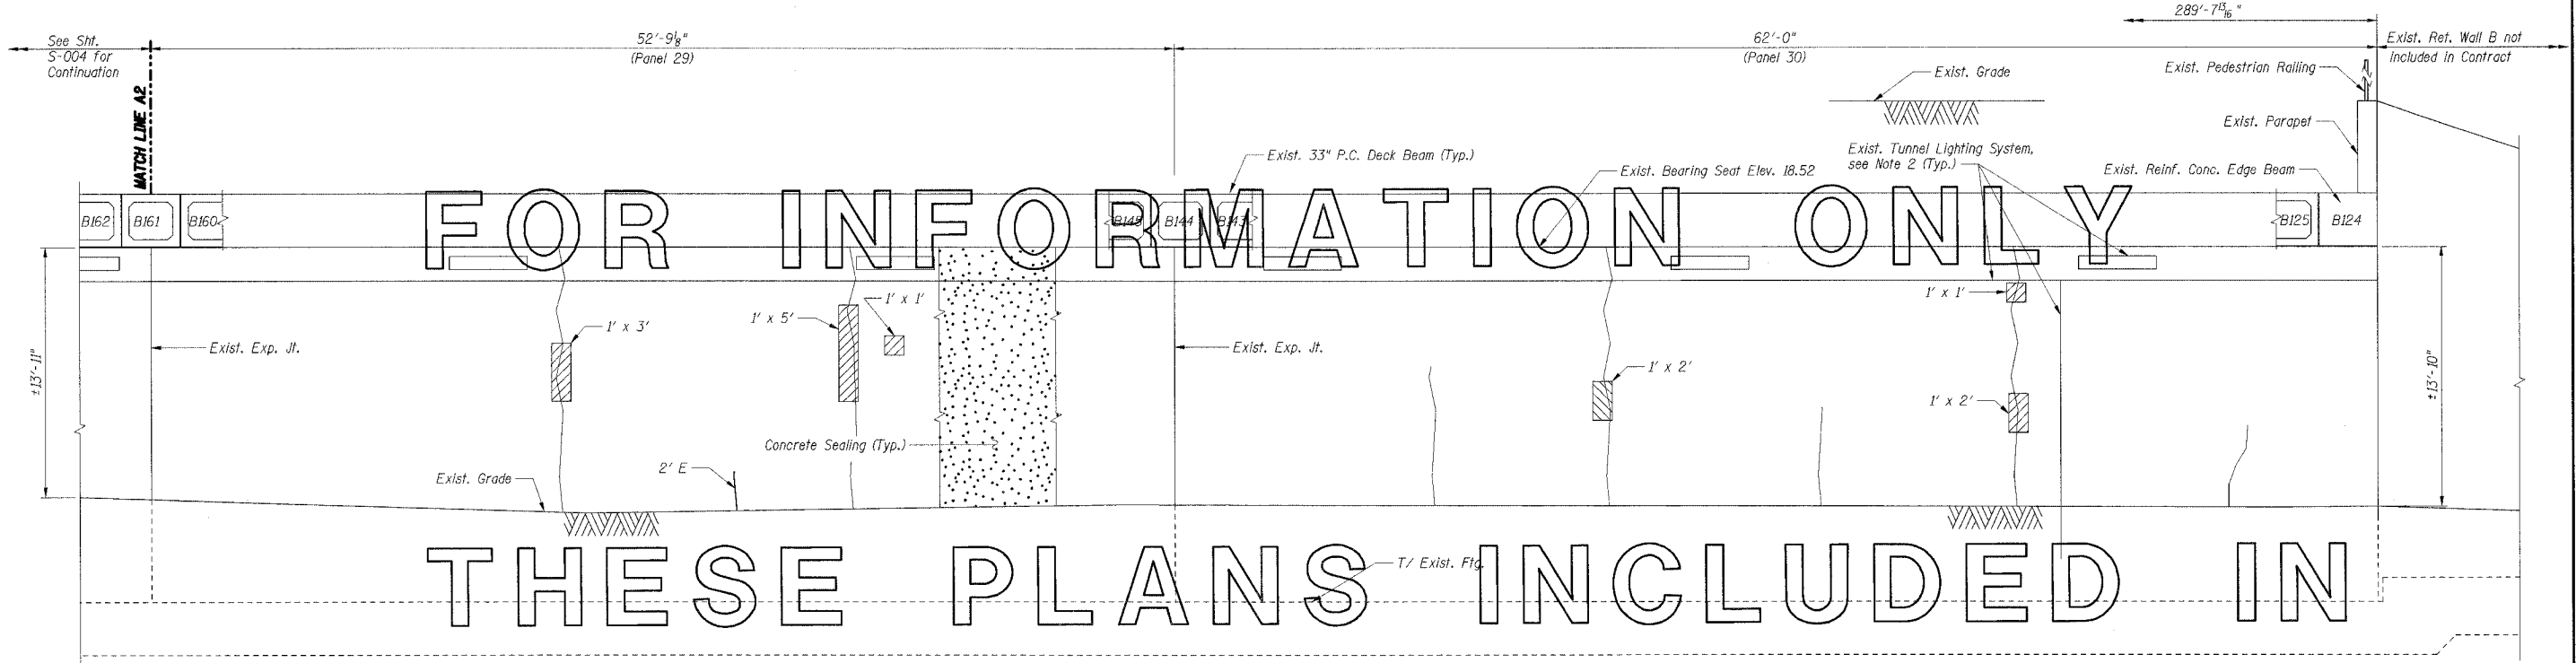 289'-7 13/16"
See Sht.
S-004 for
Continuation
52'-9 1/8"
(Panel 29)
62'-0"
(Panel 30)
Exist. Ret. Wall B not
included in Contract
MATCH LINE A2
Exist. Grade
Exist. Pedestrian Railing
Exist. Parapet
Exist. 33" P.C. Deck Beam (Typ.)
Exist. Bearing Seat Elev. 18.52
Exist. Tunnel Lighting System,
see Note 2 (Typ.)
Exist. Reinf. Conc. Edge Beam
B162
B161
B160
B145
B144
B143
B125
B124
FOR INFORMATION ONLY
1' x 1'
1' x 5'
1' x 3'
1' x 1'
Exist. Exp. Jt.
Exist. Exp. Jt.
±13'-11"
±13'-10"
1' x 2'
1' x 2'
Concrete Sealing (Typ.)
2' E
Exist. Grade
T/ Exist. Ftg.
THESE PLANS INCLUDED IN